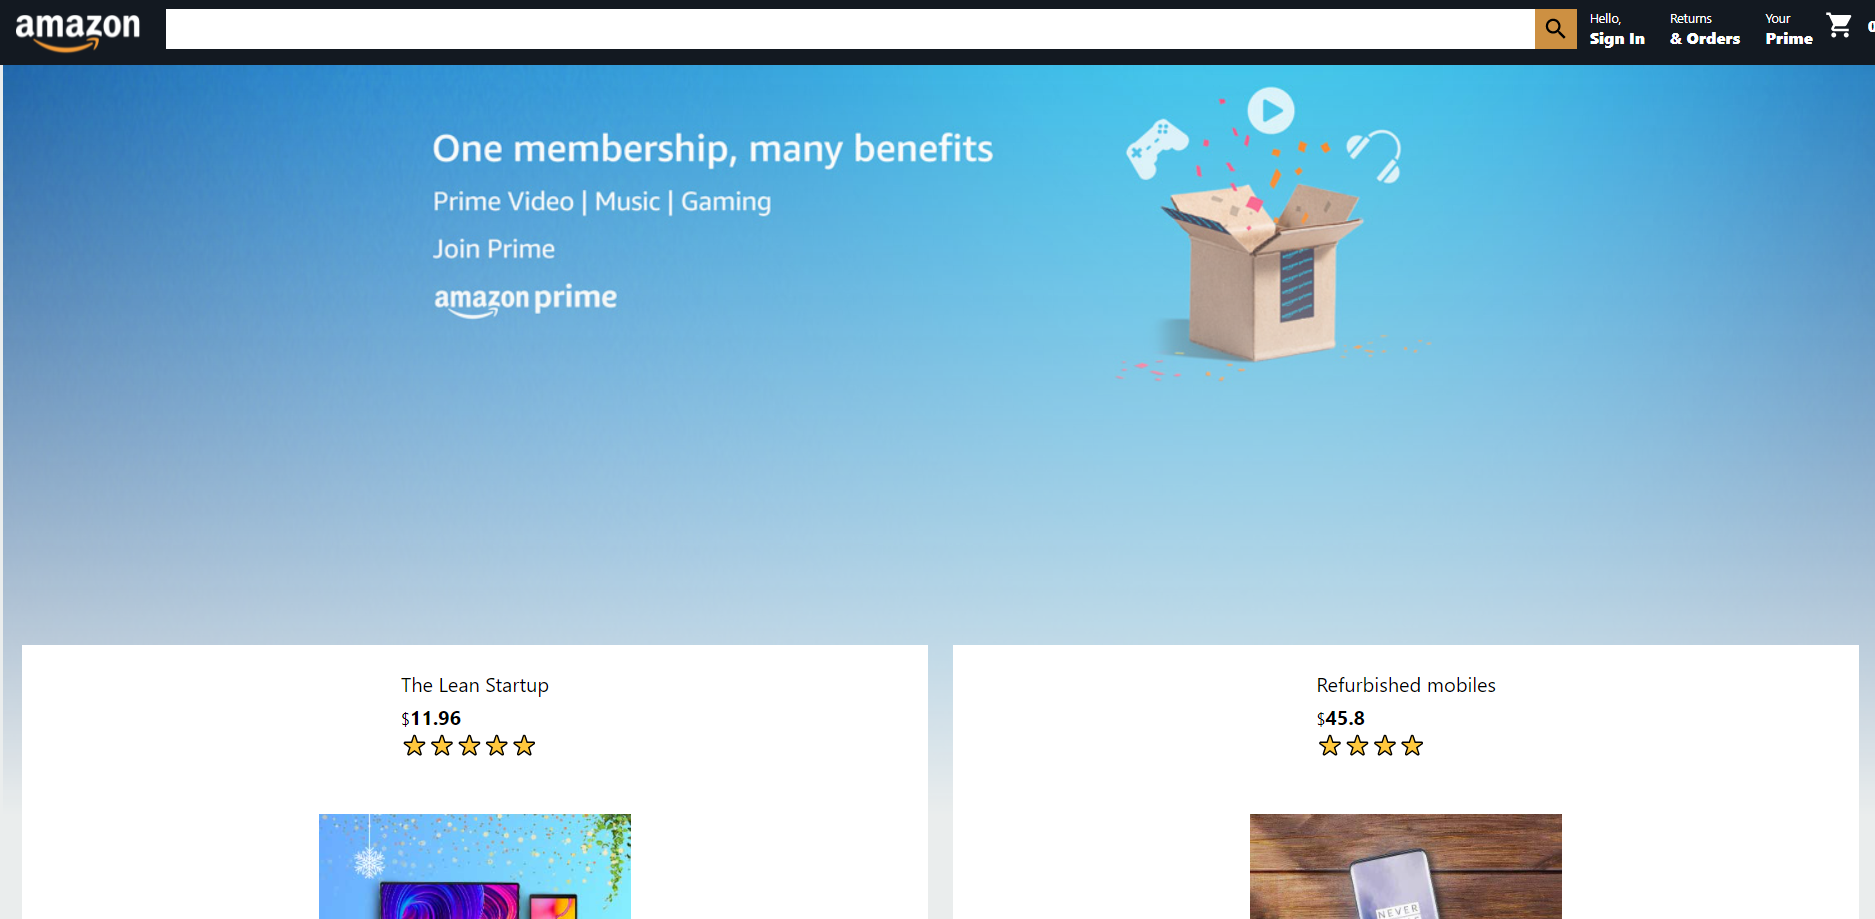 amazon
Hello,
Sign In
Returns
& Orders
Your
Prime
One membership, many benefits
Prime Video | Music | Gaming
Join Prime
amazon prime
The Lean Startup
$11.96
Refurbished mobiles
$45.8
NEVER